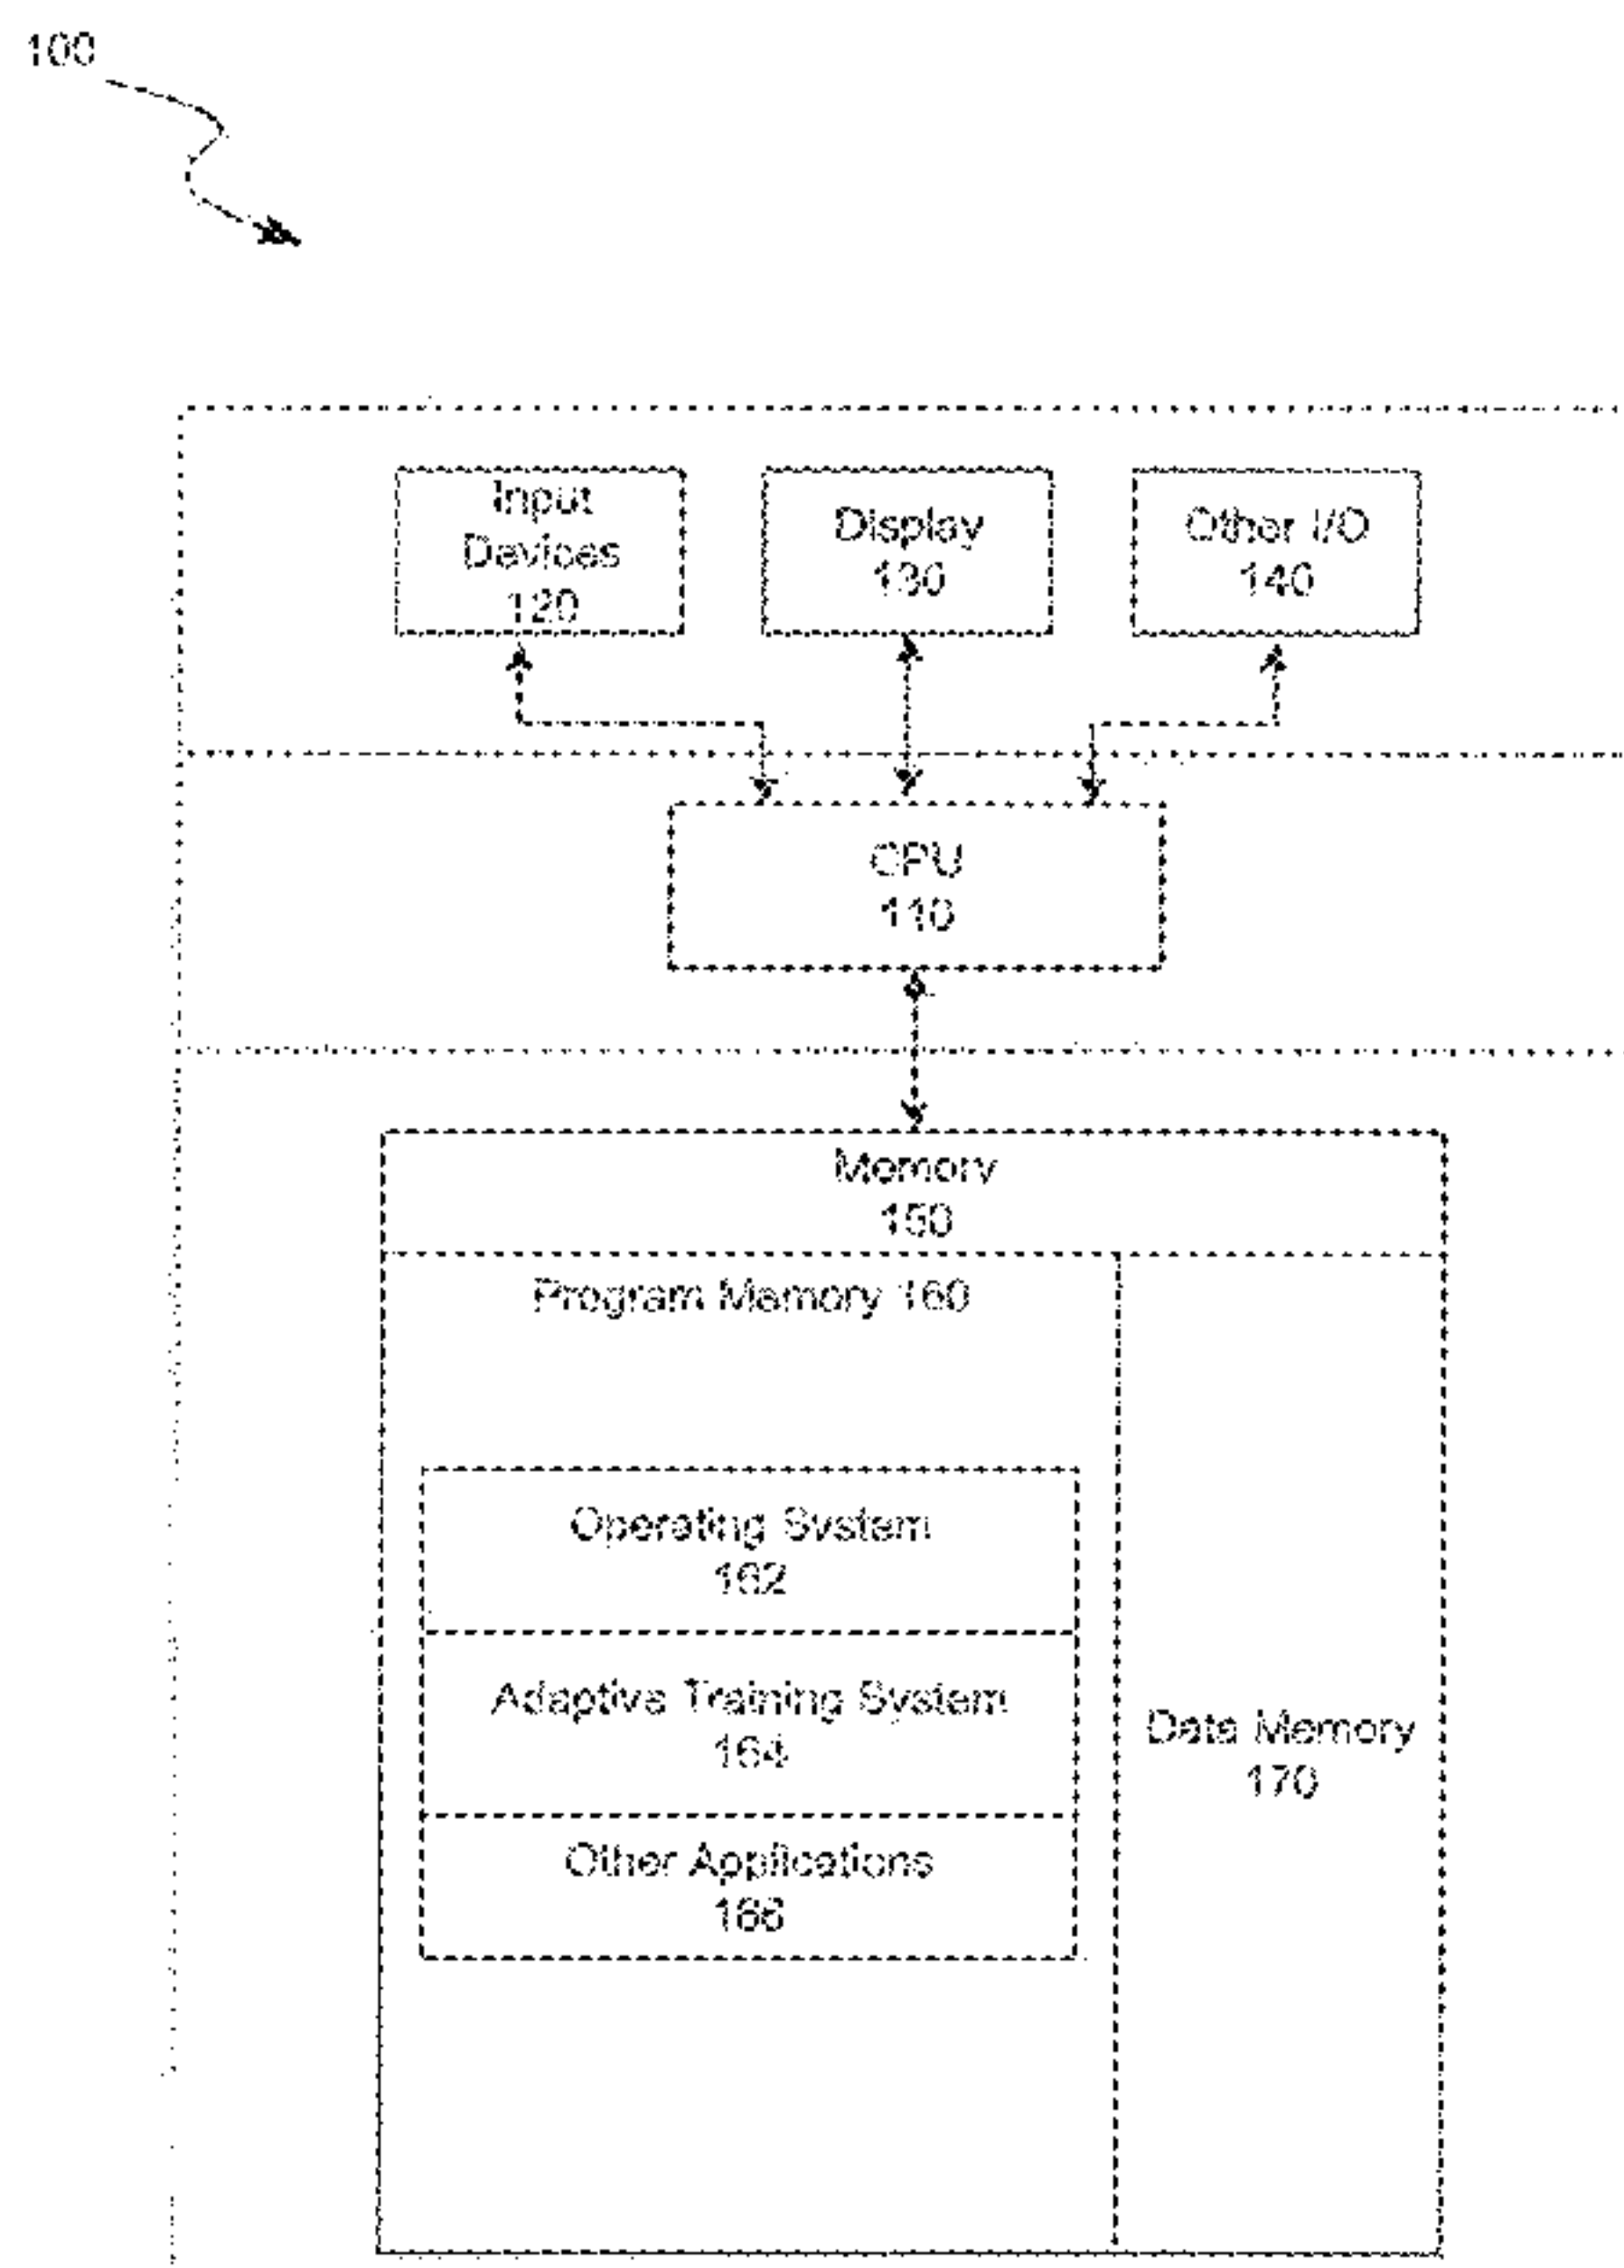 100
Input
Devices
120
Display
130
Other I/O
140
CPU
110
Memory
150
Program Memory 160
Operating System
162
Adaptive Training System
164
Other Applications
166
Data Memory
170